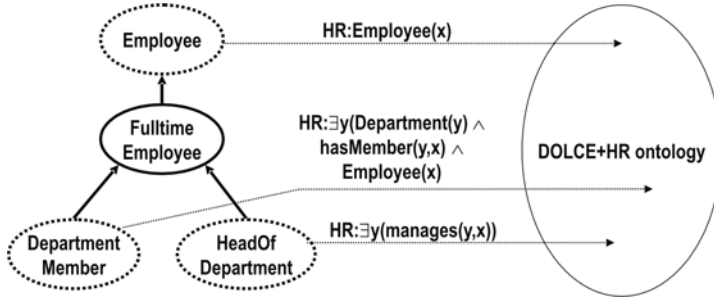 Employee
HR:Employee(x)
Fulltime
Employee
HR:∃y(Department(y) ∧
hasMember(y,x) ∧
Employee(x)
DOLCE+HR ontology
Department
Member
HeadOf
Department
HR:∃y(manages(y,x))